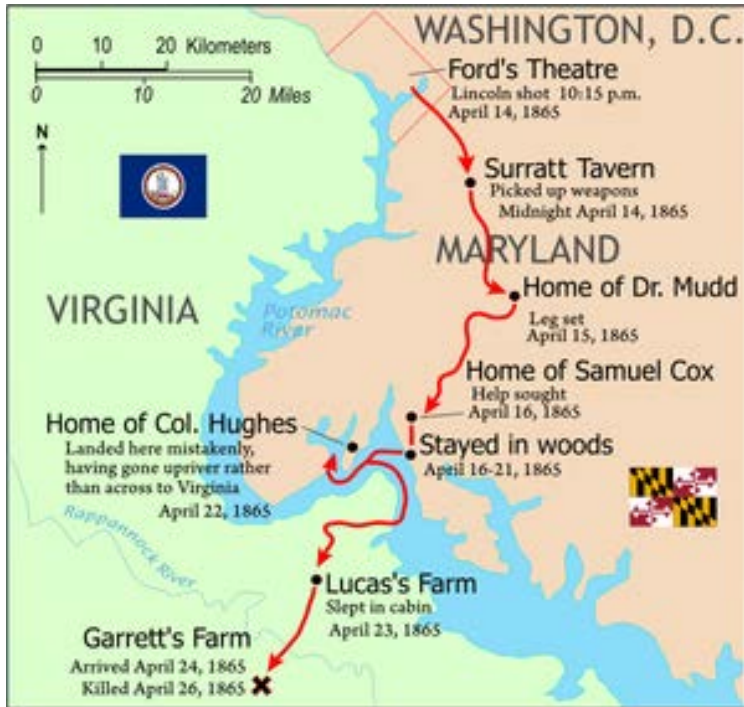 WASHINGTON, D.C.
0 10 20 Kilometers
0 10 20 Miles
N
Ford's Theatre
Lincoln shot 10:15 p.m.
April 14, 1865
Surratt Tavern
Picked up weapons
Midnight April 14, 1865
MARYLAND
VIRGINIA
Potomac
River
Home of Dr. Mudd
Leg set
April 15, 1865
Home of Samuel Cox
Help sought
April 16, 1865
Home of Col. Hughes
Landed here mistakenly,
having gone upriver rather
than across to Virginia
April 22, 1865
Stayed in woods
April 16-21, 1865
Rappannock River
Lucas's Farm
Slept in cabin
April 23, 1865
Garrett's Farm
Arrived April 24, 1865
Killed April 26, 1865